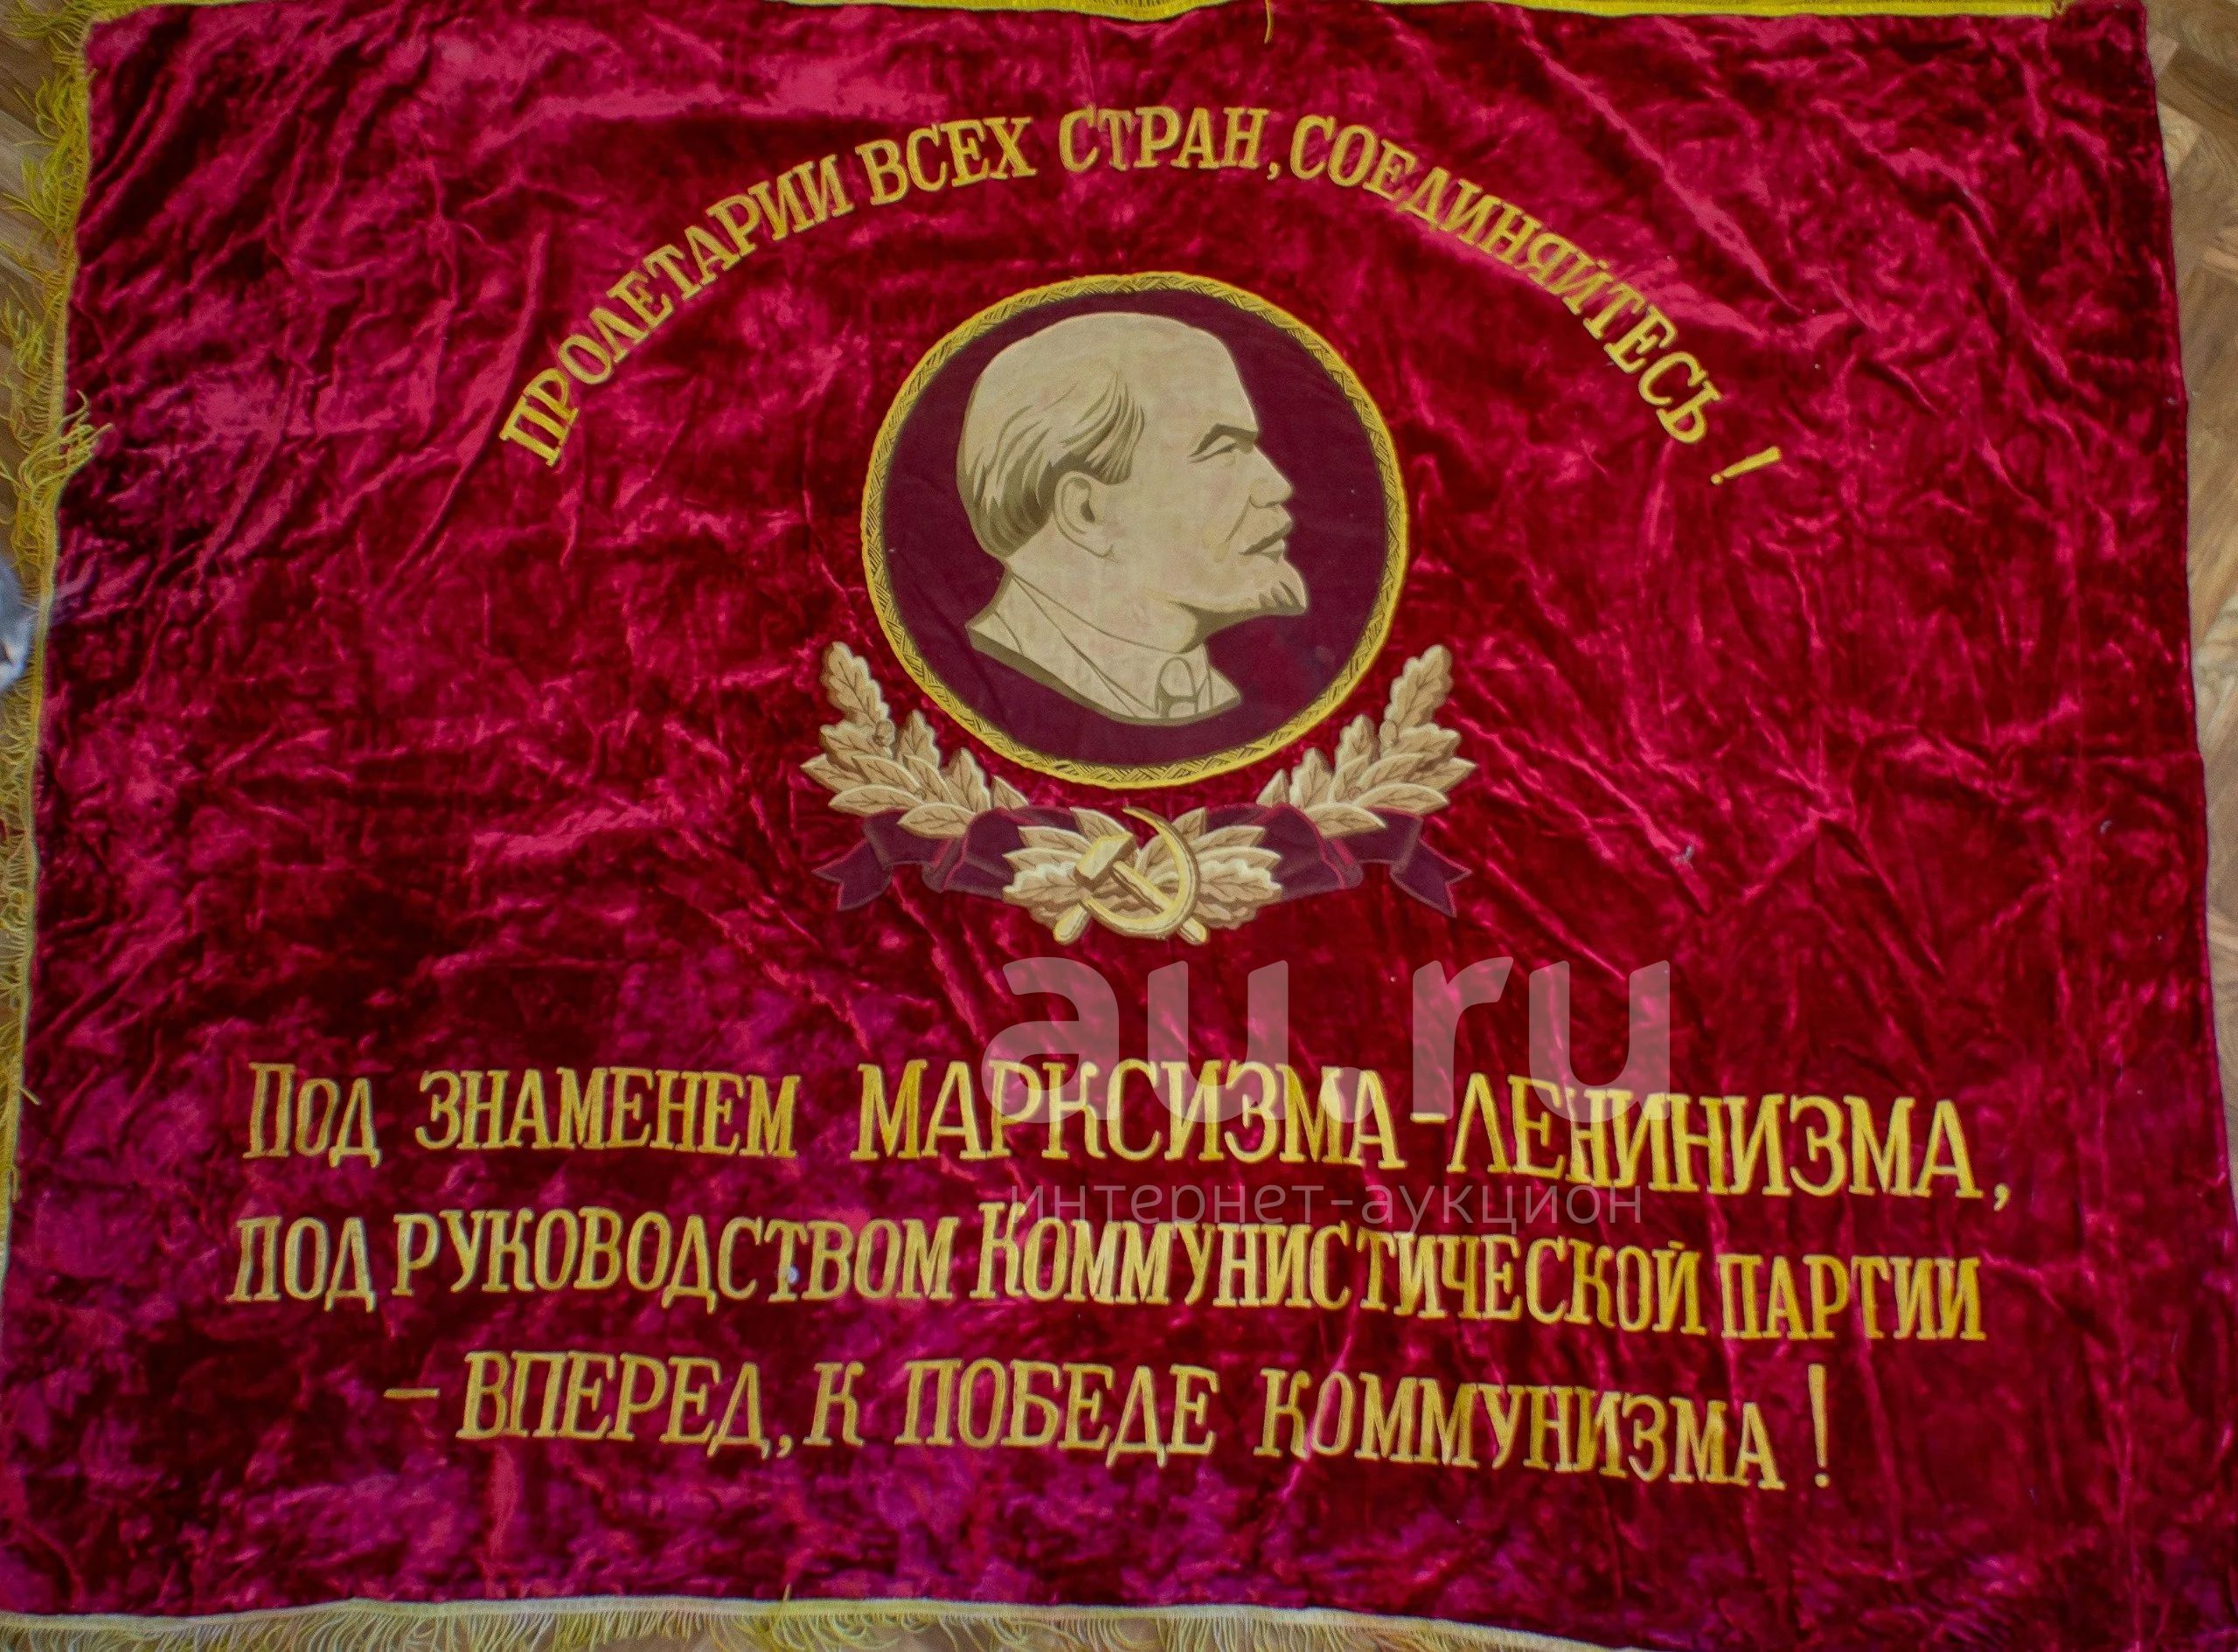 ПРОЛЕТАРИИ ВСЕХ СТРАН, СОЕДИНЯЙТЕСЬ!
au.ru
ПОД ЗНАМЕНЕМ МАРКСИЗМА-ЛЕНИНИЗМА,
интернет-аукцион
ПОД РУКОВОДСТВОМ КОММУНИСТИЧЕСКОЙ ПАРТИИ
– ВПЕРЕД, К ПОБЕДЕ КОММУНИЗМА!